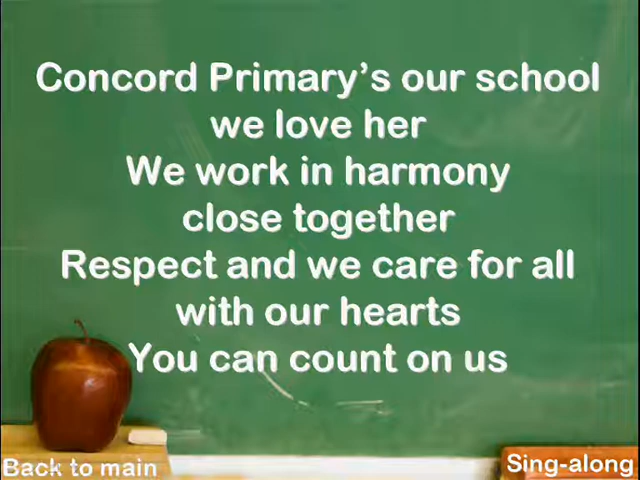 Concord Primary's our school
we love her
We work in harmony
close together
Respect and we care for all
with our hearts
You can count on us
Back to main
Sing-along